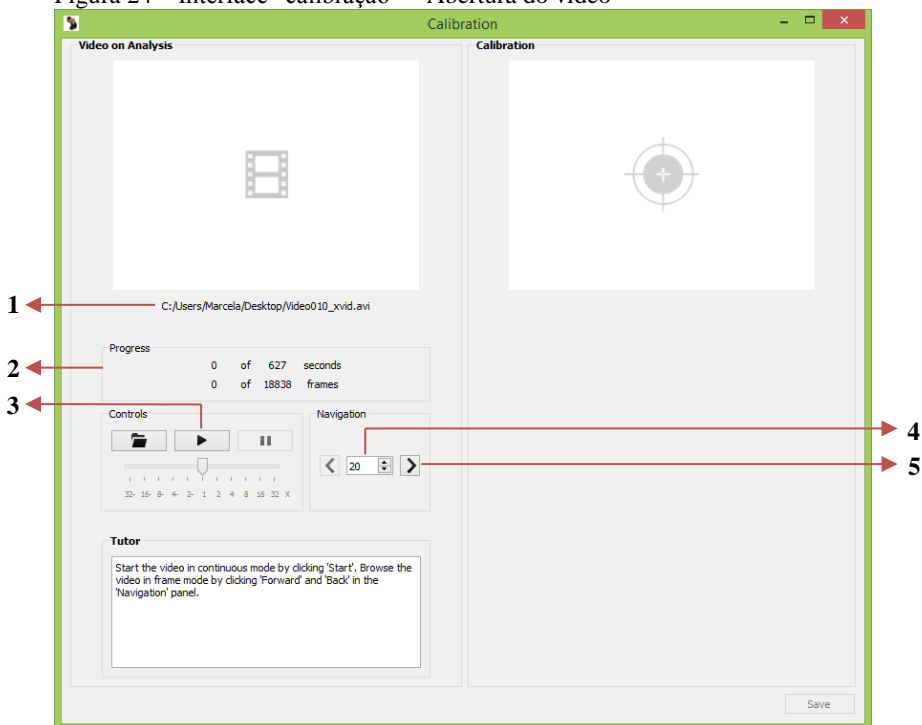 Figura 24 – Interface "calibração" – Abertura do vídeo
Calibration
Video on Analysis
Calibration
1
C:/Users/Marcela/Desktop/Video010_xvid.avi
Progress
2
0 of 627 seconds
0 of 18838 frames
3
Controls
Navigation
4
20
5
32- 16- 8- 4- 2- 1 2 4 8 16 32 X
Tutor
Start the video in continuous mode by clicking 'Start'. Browse the
video in frame mode by clicking 'Forward' and 'Back' in the
'Navigation' panel.
Save